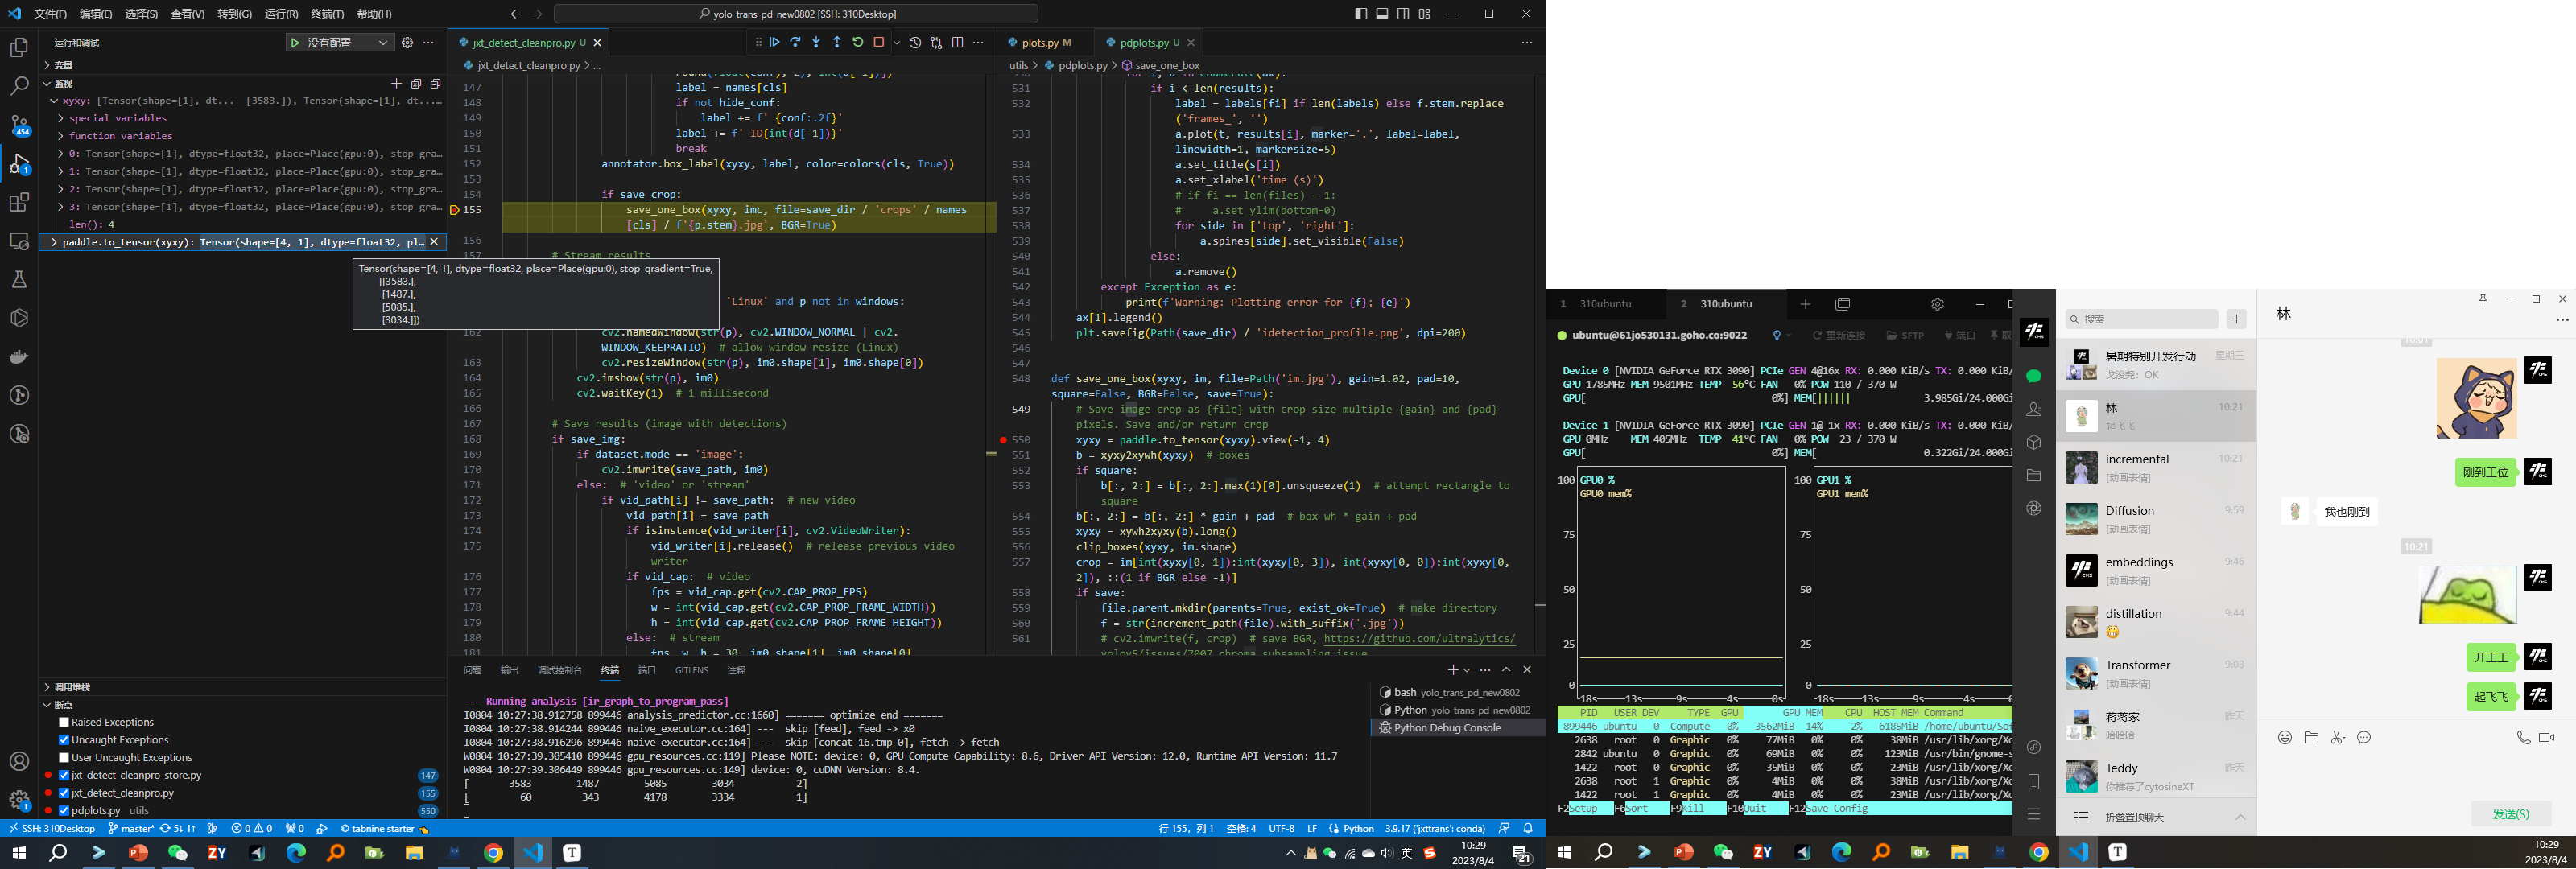 文件(F) 编辑(E) 选择(S) 查看(V) 转到(G) 运行(R) 终端(T) 帮助(H)
yolo_trans_pd_new0802 [SSH: 310Desktop]
运行和调试
没有配置
变量
监视
xyxy: [Tensor(shape=[1], dt... [3583.]), Tensor(shape=[1], dt...
special variables
function variables
0: Tensor(shape=[1], dtype=float32, place=Place(gpu:0), stop_gra...
1: Tensor(shape=[1], dtype=float32, place=Place(gpu:0), stop_gra...
2: Tensor(shape=[1], dtype=float32, place=Place(gpu:0), stop_gra...
3: Tensor(shape=[1], dtype=float32, place=Place(gpu:0), stop_gra...
len(): 4
paddle.to_tensor(xyxy): Tensor(shape=[4, 1], dtype=float32, pl...
Tensor(shape=[4, 1], dtype=float32, place=Place(gpu:0), stop_gradient=True,
[[3583.],
[1487.],
[5085.],
[3034.]])
454
1
调用堆栈
断点
Raised Exceptions
Uncaught Exceptions
User Uncaught Exceptions
jxt_detect_cleanpro_store.py 147
jxt_detect_cleanpro.py 155
pdplots.py utils 550
jxt_detect_cleanpro.py U
jxt_detect_cleanpro.py > ...
147 label = names[cls]
148 if not hide_conf:
149 label += f' {conf:.2f}'
150 label += f' ID{int(d[-1])}'
151 break
152 annotator.box_label(xyxy, label, color=colors(cls, True))
153
154 if save_crop:
155 save_one_box(xyxy, imc, file=save_dir / 'crops' / names
[cls] / f'{p.stem}.jpg', BGR=True)
156
157 # Stream results
'Linux' and p not in windows:
162 cv2.namedWindow(str(p), cv2.WINDOW_NORMAL | cv2.
WINDOW_KEEPRATIO) # allow window resize (Linux)
163 cv2.resizeWindow(str(p), im0.shape[1], im0.shape[0])
164 cv2.imshow(str(p), im0)
165 cv2.waitKey(1) # 1 millisecond
166
167 # Save results (image with detections)
168 if save_img:
169 if dataset.mode == 'image':
170 cv2.imwrite(save_path, im0)
171 else: # 'video' or 'stream'
172 if vid_path[i] != save_path: # new video
173 vid_path[i] = save_path
174 if isinstance(vid_writer[i], cv2.VideoWriter):
175 vid_writer[i].release() # release previous video
writer
176 if vid_cap: # video
177 fps = vid_cap.get(cv2.CAP_PROP_FPS)
178 w = int(vid_cap.get(cv2.CAP_PROP_FRAME_WIDTH))
179 h = int(vid_cap.get(cv2.CAP_PROP_FRAME_HEIGHT))
180 else: # stream
181 fps, w, h = 30, im0.shape[1], im0.shape[0]
plots.py M
pdplots.py U
utils > pdplots.py > save_one_box
531 if i < len(results):
532 label = labels[fi] if len(labels) else f.stem.replace
('frames_', '')
533 a.plot(t, results[i], marker='.', label=label,
linewidth=1, markersize=5)
534 a.set_title(s[i])
535 a.set_xlabel('time (s)')
536 # if fi == len(files) - 1:
537 # a.set_ylim(bottom=0)
538 for side in ['top', 'right']:
539 a.spines[side].set_visible(False)
540 else:
541 a.remove()
542 except Exception as e:
543 print(f'Warning: Plotting error for {f}; {e}')
544 ax[1].legend()
545 plt.savefig(Path(save_dir) / 'idetection_profile.png', dpi=200)
546
547
548 def save_one_box(xyxy, im, file=Path('im.jpg'), gain=1.02, pad=10,
square=False, BGR=False, save=True):
549 # Save image crop as {file} with crop size multiple {gain} and {pad}
pixels. Save and/or return crop
550 xyxy = paddle.to_tensor(xyxy).view(-1, 4)
551 b = xyxy2xywh(xyxy) # boxes
552 if square:
553 b[:, 2:] = b[:, 2:].max(1)[0].unsqueeze(1) # attempt rectangle to
square
554 b[:, 2:] = b[:, 2:] * gain + pad # box wh * gain + pad
555 xyxy = xywh2xyxy(b).long()
556 clip_boxes(xyxy, im.shape)
557 crop = im[int(xyxy[0, 1]):int(xyxy[0, 3]), int(xyxy[0, 0]):int(xyxy[0,
2]), ::(1 if BGR else -1)]
558 if save:
559 file.parent.mkdir(parents=True, exist_ok=True) # make directory
560 f = str(increment_path(file).with_suffix('.jpg'))
561 # cv2.imwrite(f, crop) # save BGR, https://github.com/ultralytics/
yolov5/issues/7007 chroma subsampling issue
问题 输出 调试控制台 终端 端口 GITLENS 注释
--- Running analysis [ir_graph_to_program_pass]
I0804 10:27:38.912758 899446 analysis_predictor.cc:1660] ======= optimize end =======
I0804 10:27:38.914244 899446 naive_executor.cc:164] --- skip [feed], feed -> x0
I0804 10:27:38.916296 899446 naive_executor.cc:164] --- skip [concat_16.tmp_0], fetch -> fetch
W0804 10:27:39.305410 899446 gpu_resources.cc:119] Please NOTE: device: 0, GPU Compute Capability: 8.6, Driver API Version: 12.0, Runtime API Version: 11.7
W0804 10:27:39.306449 899446 gpu_resources.cc:149] device: 0, cuDNN Version: 8.4.
[ 3583 1487 5085 3034 2]
[ 60 343 4178 3334 1]
bash yolo_trans_pd_new0802
Python yolo_trans_pd_new0802
Python Debug Console
SSH: 310Desktop master* 5↓ 1↑ 0 0 0 tabnine starter
行 155，列 1 空格: 4 UTF-8 LF Python 3.9.17 ('jxttrans': conda)
英
10:29
2023/8/4
21
1 310ubuntu
2 310ubuntu
ubuntu@61jo530131.goho.co:9022
重新连接 SFTP 端口 取
Device 0 [NVIDIA GeForce RTX 3090] PCIe GEN 4@16x RX: 0.000 KiB/s TX: 0.000 KiB/
GPU 1785MHz MEM 9501MHz TEMP 56°C FAN 0% POW 110 / 370 W
GPU[ 0%] MEM[|||||| 3.985Gi/24.000Gi
Device 1 [NVIDIA GeForce RTX 3090] PCIe GEN 1@ 1x RX: 0.000 KiB/s TX: 0.000 KiB/
GPU 0MHz MEM 405MHz TEMP 41°C FAN 0% POW 23 / 370 W
GPU[ 0%] MEM[ 0.322Gi/24.000Gi
100 GPU0 %
GPU0 mem%
75
50
25
0
18s 13s 9s 4s 0s
100 GPU1 %
GPU1 mem%
75
50
25
0
18s 13s 9s 4s 0s
PID USER DEV TYPE GPU GPU MEM CPU HOST MEM Command
899446 ubuntu 0 Compute 0% 3562MiB 14% 2% 6185MiB /home/ubuntu/Sof
2638 root 0 Graphic 0% 77MiB 0% 0% 38MiB /usr/lib/xorg/Xo
2842 ubuntu 0 Graphic 0% 69MiB 0% 0% 123MiB /usr/bin/gnome-s
1422 root 0 Graphic 0% 35MiB 0% 0% 23MiB /usr/lib/xorg/Xo
2638 root 1 Graphic 0% 4MiB 0% 0% 38MiB /usr/lib/xorg/Xo
1422 root 1 Graphic 0% 4MiB 0% 0% 23MiB /usr/lib/xorg/Xo
F2Setup F6Sort F9Kill F10Quit F12Save Config
搜索
暑期特别开发行动 星期三
戈浚尧: OK
林 10:21
起飞飞
incremental 10:21
[动画表情]
Diffusion 9:59
[动画表情]
embeddings 9:46
[动画表情]
distillation 9:44
Transformer 9:03
[动画表情]
蒋蒋家 昨天
哈哈哈
Teddy 昨天
你推荐了cytosineXT
折叠置顶聊天
林
刚到工位
我也刚到
10:21
开工工
起飞飞
发送(S)
10:29
2023/8/4